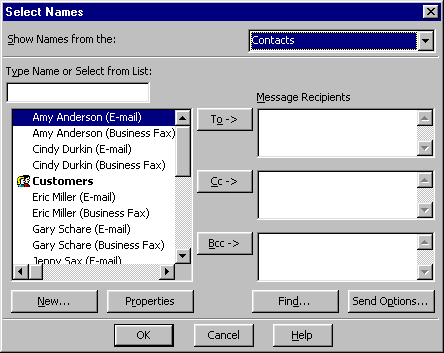 Select Names
Show Names from the: Contacts
Type Name or Select from List:
Message Recipients
Amy Anderson (E-mail)
Amy Anderson (Business Fax)
Cindy Durkin (E-mail)
Cindy Durkin (Business Fax)
Customers
Eric Miller (E-mail)
Eric Miller (Business Fax)
Gary Schare (E-mail)
Gary Schare (Business Fax)
Jenny Sax (E-mail)
To ->
Cc ->
Bcc ->
New... Properties Find... Send Options...
OK Cancel Help